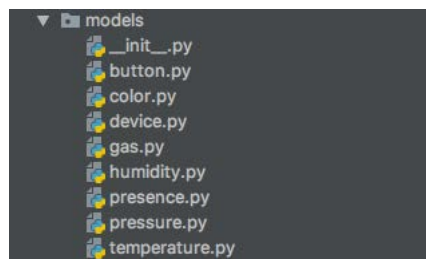 models
__init__.py
button.py
color.py
device.py
gas.py
humidity.py
presence.py
pressure.py
temperature.py